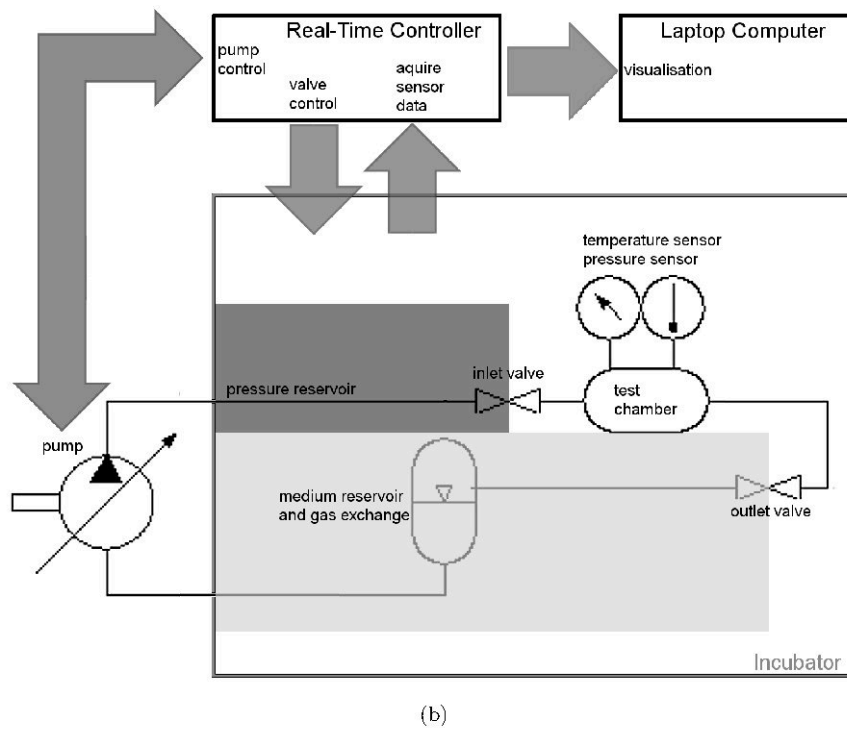 Real-Time Controller
pump
control
valve
control
aquire
sensor
data
Laptop Computer
visualisation
temperature sensor
pressure sensor
pressure reservoir
inlet valve
test
chamber
pump
medium reservoir
and gas exchange
outlet valve
Incubator
(b)